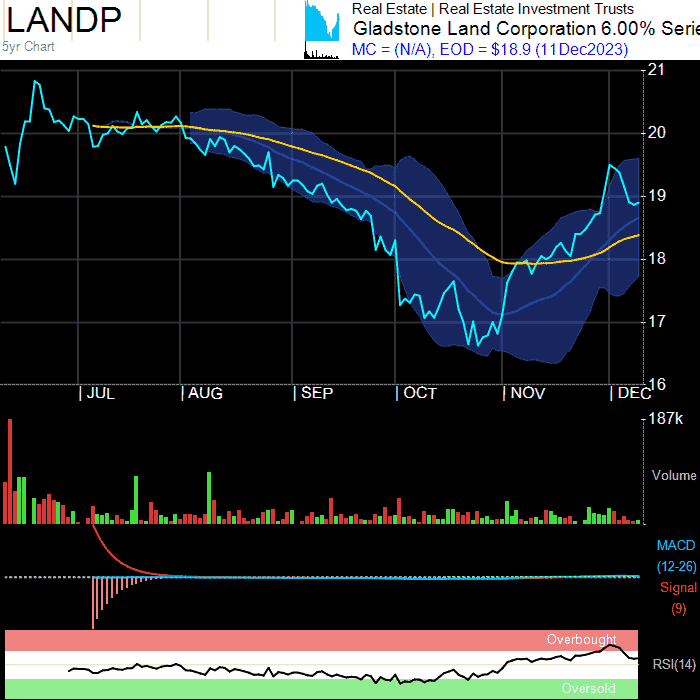 LANDP
5yr Chart
Real Estate | Real Estate Investment Trusts
Gladstone Land Corporation 6.00% Serie
MC = (N/A), EOD = $18.9 (11Dec2023)
21
20
19
18
17
16
| JUL | AUG | SEP | OCT | NOV | DEC
187k
Volume
MACD
(12-26)
Signal
(9)
Overbought
RSI(14)
Oversold